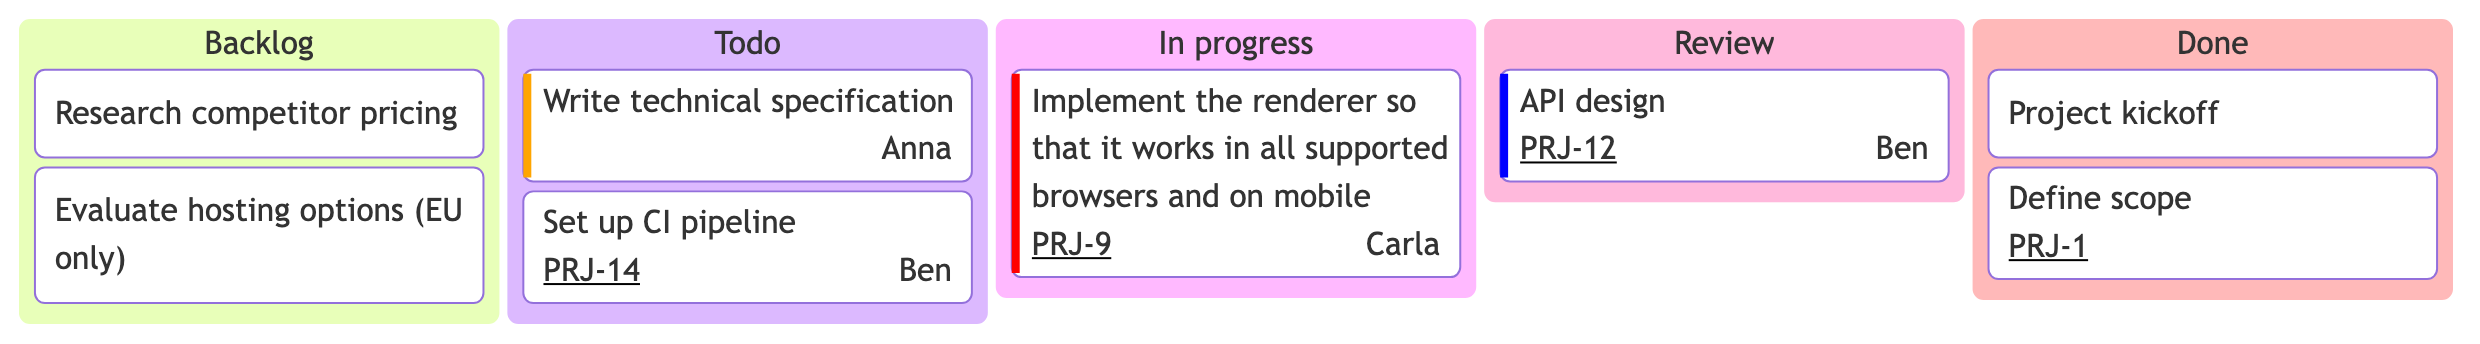 Backlog
Research competitor pricing
Evaluate hosting options (EU
only)
Todo
Write technical specification
Anna
Set up CI pipeline
PRJ-14 Ben
In progress
Implement the renderer so
that it works in all supported
browsers and on mobile
PRJ-9 Carla
Review
API design
PRJ-12 Ben
Done
Project kickoff
Define scope
PRJ-1